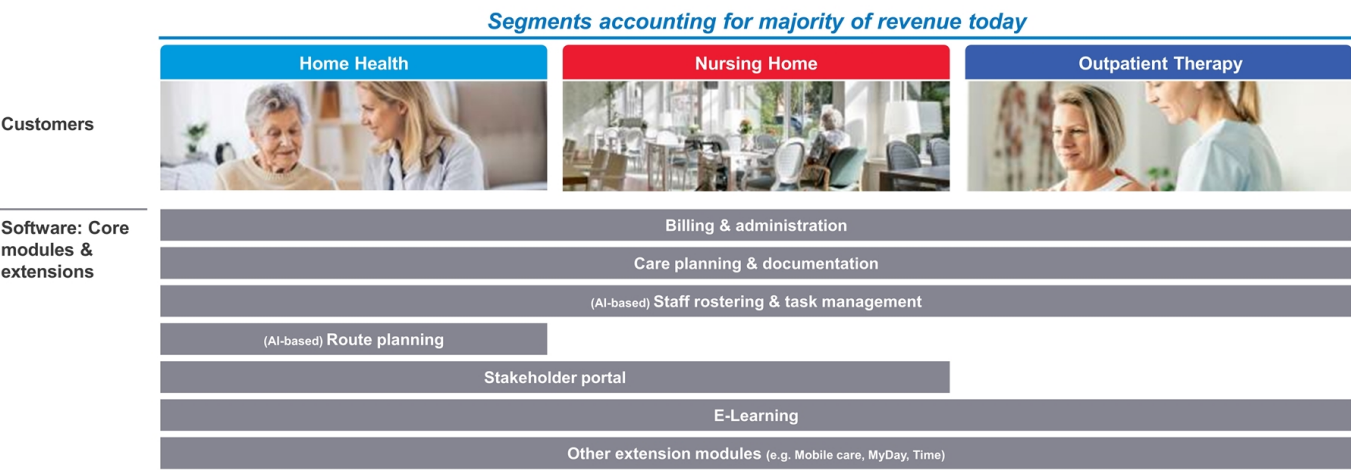 Segments accounting for majority of revenue today
Home Health
Nursing Home
Outpatient Therapy
Customers
Software: Core
modules &
extensions
Billing & administration
Care planning & documentation
(AI-based) Staff rostering & task management
(AI-based) Route planning
Stakeholder portal
E-Learning
Other extension modules (e.g. Mobile care, MyDay, Time)